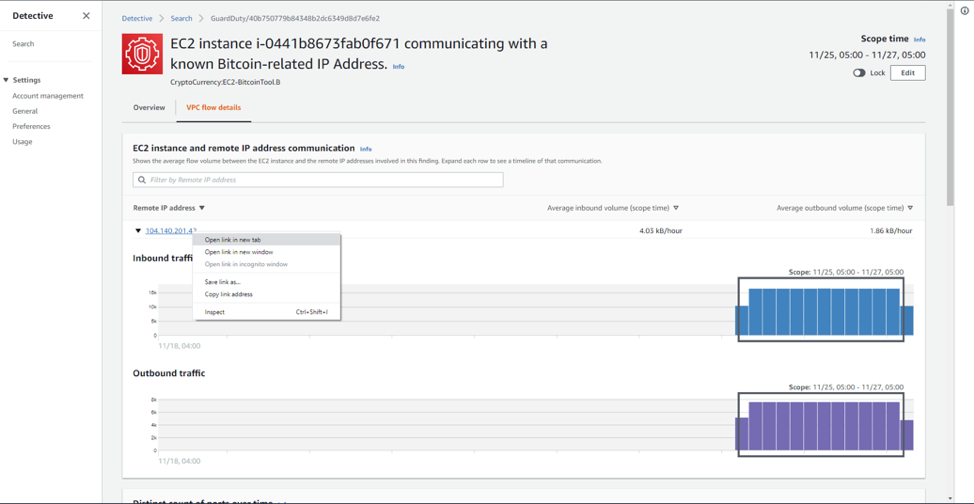 Detective
Search
Settings
Account management
General
Preferences
Usage
Detective
Search
GuardDuty/40b750779b84348b2dc6349d8d7e6fe2
EC2 instance i-0441b8673fab0f671 communicating with a
known Bitcoin-related IP Address. Info
CryptoCurrency:EC2-BitcoinTool.B
Scope time Info
11/25, 05:00 - 11/27, 05:00
Lock
Edit
Overview
VPC flow details
EC2 instance and remote IP address communication Info
Shows the average flow volume between the EC2 instance and the remote IP addresses involved in this finding. Expand each row to see a timeline of that communication.
Filter by Remote IP address
Remote IP address
Average inbound volume (scope time)
Average outbound volume (scope time)
104.140.201.42
4.03 kB/hour
1.86 kB/hour
Open link in new tab
Open link in new window
Open link in incognito window
Save link as...
Copy link address
Inspect Ctrl+Shift+I
Inbound traffi
Scope: 11/25, 05:00 - 11/27, 05:00
15k
10k
5k
0
11/18, 04:00
Outbound traffic
Scope: 11/25, 05:00 - 11/27, 05:00
8k
6k
4k
2k
0
11/18, 04:00
Distinct count of ports over time